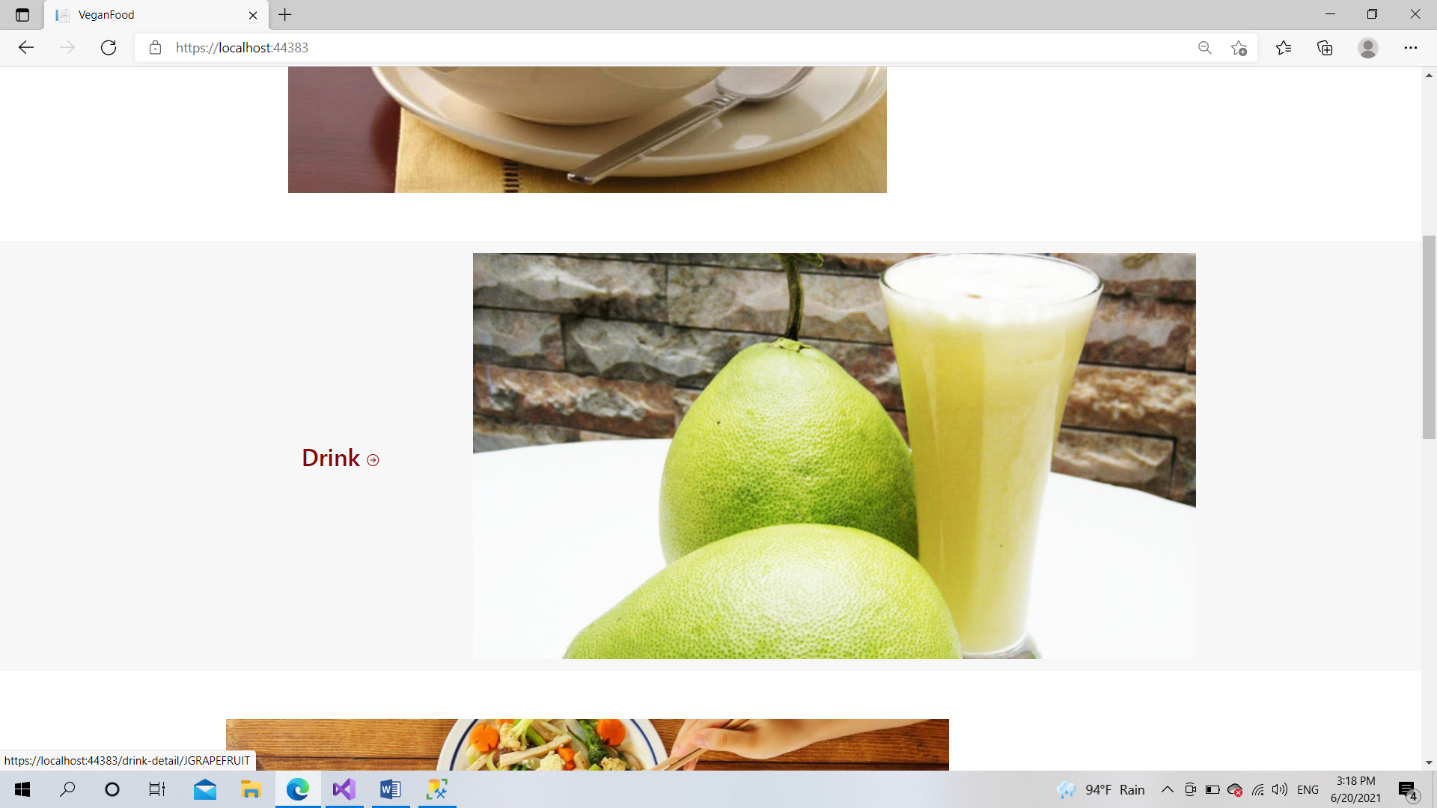 VeganFood
https://localhost:44383
Drink
https://localhost:44383/drink-detail/JGRAPEFRUIT
94°F Rain
ENG
3:18 PM
6/20/2021
4